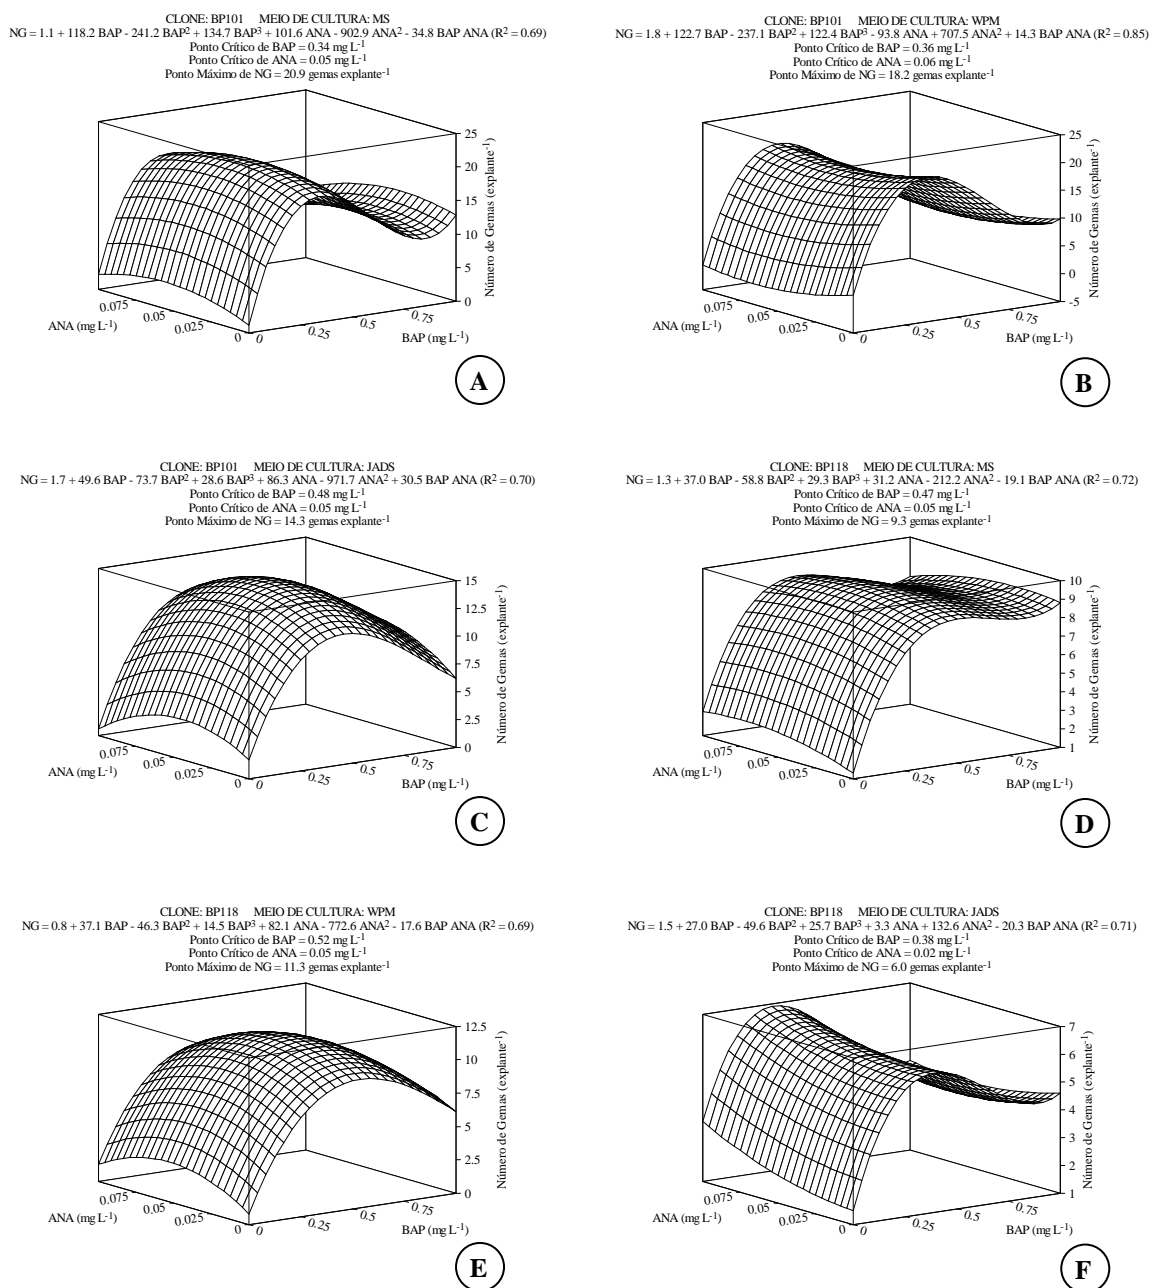 CLONE: BP101 MEIO DE CULTURA: MS
NG = 1.1 + 118.2 BAP - 241.2 BAP² + 134.7 BAP³ + 101.6 ANA - 902.9 ANA² - 34.8 BAP ANA (R² = 0.69)
Ponto Crítico de BAP = 0.34 mg L⁻¹
Ponto Crítico de ANA = 0.05 mg L⁻¹
Ponto Máximo de NG = 20.9 gemas explante⁻¹
25
20
15
10
5
0
Número de Gemas (explante⁻¹)
0.075
0.05
0.025
0
ANA (mg L⁻¹)
0
0.25
0.5
0.75
BAP (mg L⁻¹)
A
CLONE: BP101 MEIO DE CULTURA: WPM
NG = 1.8 + 122.7 BAP - 237.1 BAP² + 122.4 BAP³ - 93.8 ANA + 707.5 ANA² + 14.3 BAP ANA (R² = 0.85)
Ponto Crítico de BAP = 0.36 mg L⁻¹
Ponto Crítico de ANA = 0.06 mg L⁻¹
Ponto Máximo de NG = 18.2 gemas explante⁻¹
25
20
15
10
5
0
-5
Número de Gemas (explante⁻¹)
0.075
0.05
0.025
0
ANA (mg L⁻¹)
0
0.25
0.5
0.75
BAP (mg L⁻¹)
B
CLONE: BP101 MEIO DE CULTURA: JADS
NG = 1.7 + 49.6 BAP - 73.7 BAP² + 28.6 BAP³ + 86.3 ANA - 971.7 ANA² + 30.5 BAP ANA (R² = 0.70)
Ponto Crítico de BAP = 0.48 mg L⁻¹
Ponto Crítico de ANA = 0.05 mg L⁻¹
Ponto Máximo de NG = 14.3 gemas explante⁻¹
15
12.5
10
7.5
5
2.5
0
Número de Gemas (explante⁻¹)
0.075
0.05
0.025
0
ANA (mg L⁻¹)
0
0.25
0.5
0.75
BAP (mg L⁻¹)
C
CLONE: BP118 MEIO DE CULTURA: MS
NG = 1.3 + 37.0 BAP - 58.8 BAP² + 29.3 BAP³ + 31.2 ANA - 212.2 ANA² - 19.1 BAP ANA (R² = 0.72)
Ponto Crítico de BAP = 0.47 mg L⁻¹
Ponto Crítico de ANA = 0.05 mg L⁻¹
Ponto Máximo de NG = 9.3 gemas explante⁻¹
10
9
8
7
6
5
4
3
2
1
Número de Gemas (explante⁻¹)
0.075
0.05
0.025
0
ANA (mg L⁻¹)
0
0.25
0.5
0.75
BAP (mg L⁻¹)
D
CLONE: BP118 MEIO DE CULTURA: WPM
NG = 0.8 + 37.1 BAP - 46.3 BAP² + 14.5 BAP³ + 82.1 ANA - 772.6 ANA² - 17.6 BAP ANA (R² = 0.69)
Ponto Crítico de BAP = 0.52 mg L⁻¹
Ponto Crítico de ANA = 0.05 mg L⁻¹
Ponto Máximo de NG = 11.3 gemas explante⁻¹
12.5
10
7.5
5
2.5
0
Número de Gemas (explante⁻¹)
0.075
0.05
0.025
0
ANA (mg L⁻¹)
0
0.25
0.5
0.75
BAP (mg L⁻¹)
E
CLONE: BP118 MEIO DE CULTURA: JADS
NG = 1.5 + 27.0 BAP - 49.6 BAP² + 25.7 BAP³ + 3.3 ANA + 132.6 ANA² - 20.3 BAP ANA (R² = 0.71)
Ponto Crítico de BAP = 0.38 mg L⁻¹
Ponto Crítico de ANA = 0.02 mg L⁻¹
Ponto Máximo de NG = 6.0 gemas explante⁻¹
7
6
5
4
3
2
1
Número de Gemas (explante⁻¹)
0.075
0.05
0.025
0
ANA (mg L⁻¹)
0
0.25
0.5
0.75
BAP (mg L⁻¹)
F